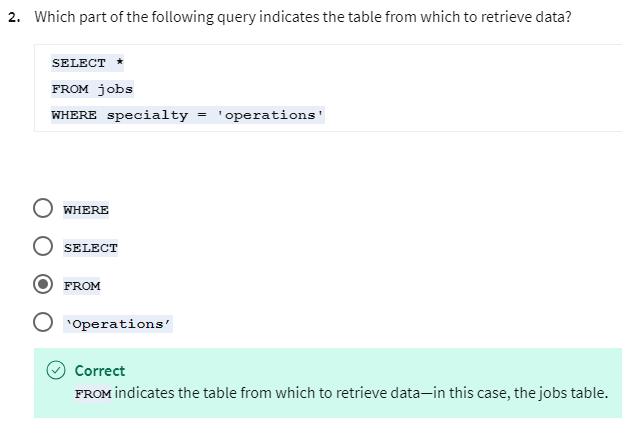 2. Which part of the following query indicates the table from which to retrieve data?
SELECT *
FROM jobs
WHERE specialty = 'operations'
WHERE
SELECT
FROM
‘Operations’
Correct
FROM indicates the table from which to retrieve data—in this case, the jobs table.